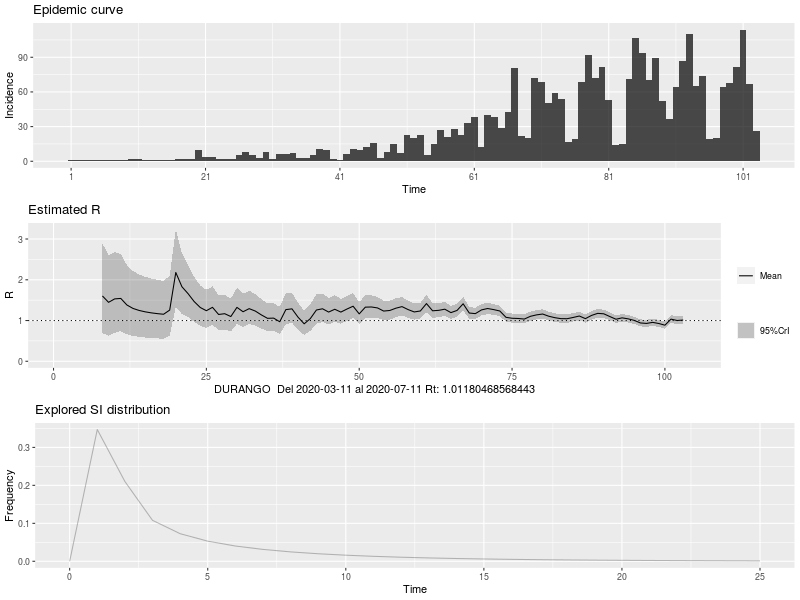 Epidemic curve
90
60
30
0
Incidence
1 21 41 61 81 101
Time
Estimated R
3
2
1
0
R
Mean
95%CrI
0 25 50 75 100
DURANGO Del 2020-03-11 al 2020-07-11 Rt: 1.01180468568443
Explored SI distribution
0.3
0.2
0.1
0.0
Frequency
0 5 10 15 20 25
Time